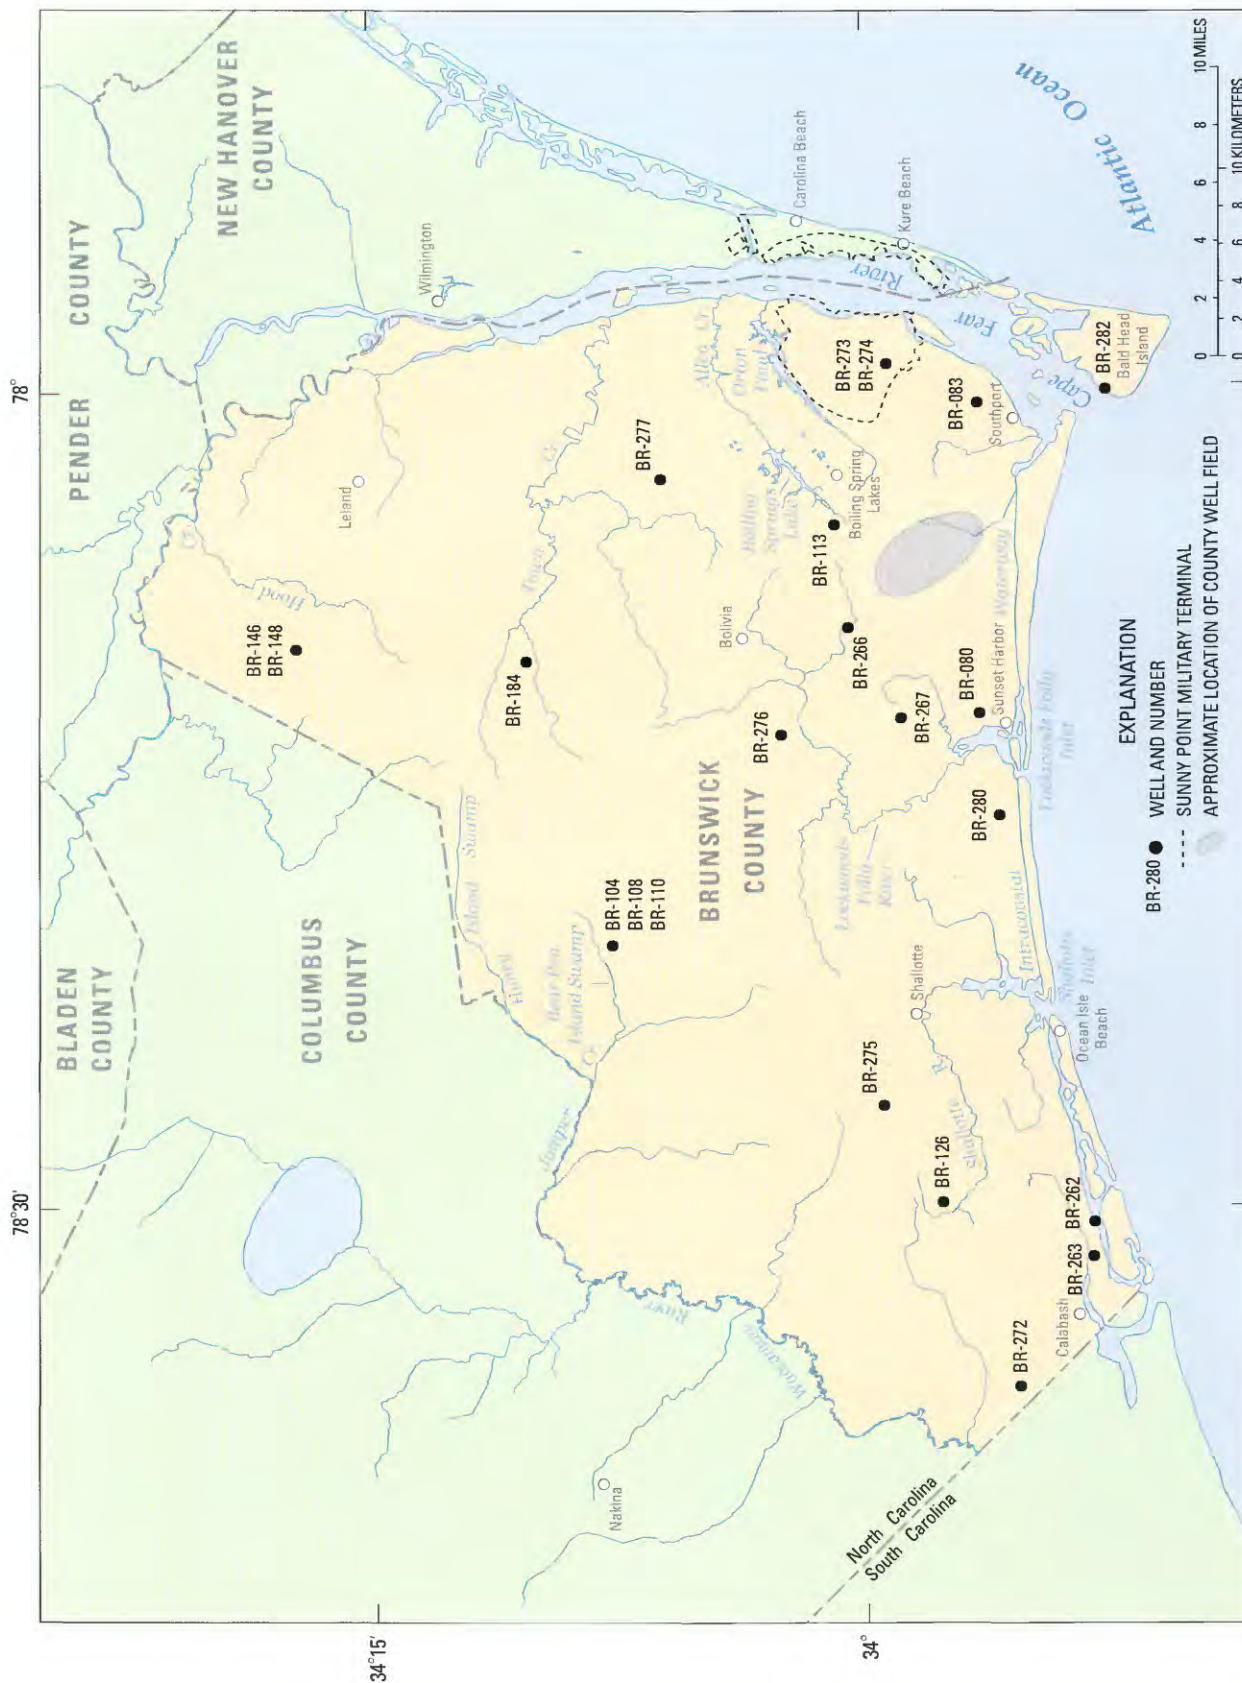 78°30'
78°
34°15'
34°
BLADEN
COUNTY
PENDER COUNTY
NEW HANOVER
COUNTY
COLUMBUS
COUNTY
BRUNSWICK
COUNTY
Hood
Cr
BR-146
BR-148
Leland
Wilmington
Juniper
Cr
Island Swamp
Bear Pen
Island Swamp
Town Cr
BR-184
BR-104
BR-108
BR-110
BR-277
Nakina
Waccamaw River
Allen Cr
Orton
Pond
Boiling
Springs
Lake
Boiling Spring
Lakes
Bolivia
BR-276
BR-113
BR-266
BR-273
BR-274
Carolina Beach
Kure Beach
Cape Fear River
Lockwoods
Folly
River
BR-267
BR-080
BR-083
Southport
Sunset Harbor
BR-280
Shallotte
BR-275
BR-126
Shallotte R
Intracoastal Waterway
Lockwoods Folly
Inlet
Shallotte
Inlet
Ocean Isle
Beach
BR-262
BR-263
Calabash
BR-272
BR-282
Bald Head
Island
North Carolina
South Carolina
Atlantic Ocean
EXPLANATION
BR-280 WELL AND NUMBER
SUNNY POINT MILITARY TERMINAL
APPROXIMATE LOCATION OF COUNTY WELL FIELD
0 2 4 6 8 10 MILES
0 2 4 6 8 10 KILOMETERS